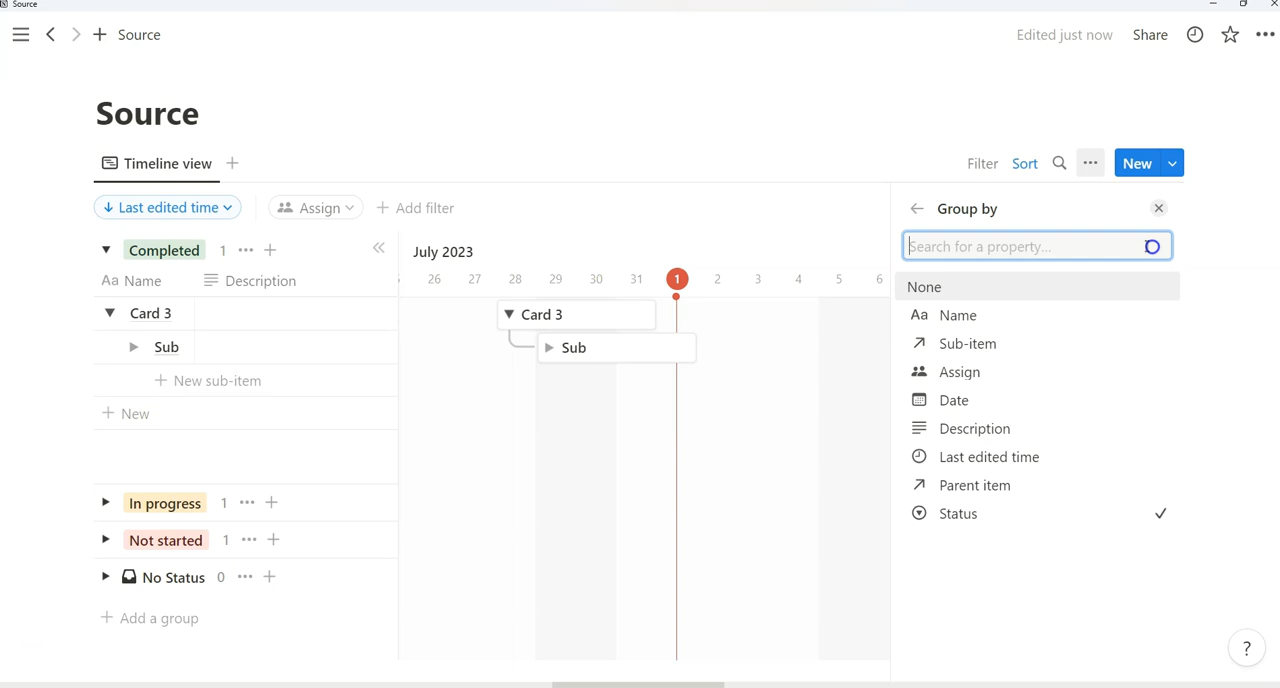 Source
Source
Edited just now Share
Source
Timeline view
Filter Sort New
Last edited time Assign Add filter
Group by
Completed 1
July 2023
Search for a property...
Aa Name Description
26 27 28 29 30 31 1 2 3 4 5 6
None
Card 3
Card 3
Aa Name
Sub
Sub
Sub-item
New sub-item
Assign
New
Date
Description
Last edited time
Parent item
In progress 1
Status
Not started 1
No Status 0
Add a group
?